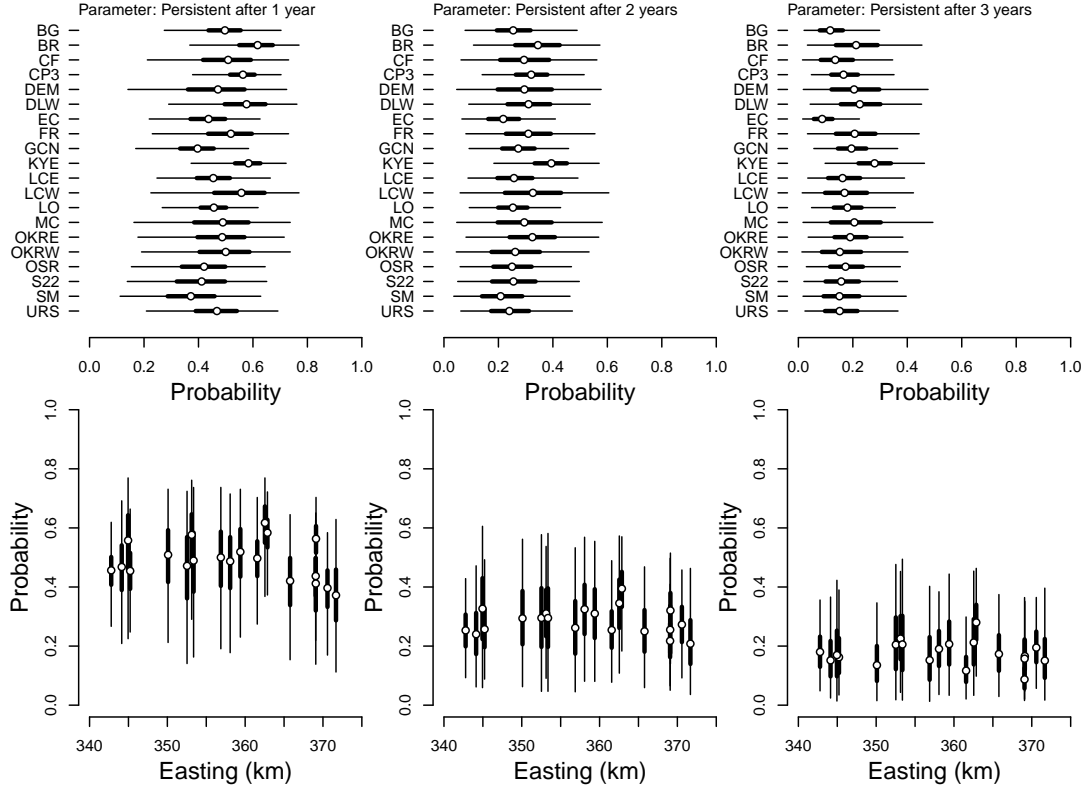 Parameter: Persistent after 1 year
BG
BR
CF
CP3
DEM
DLW
EC
FR
GCN
KYE
LCE
LCW
LO
MC
OKRE
OKRW
OSR
S22
SM
URS
0.0 0.2 0.4 0.6 0.8 1.0
Probability
Parameter: Persistent after 2 years
BG
BR
CF
CP3
DEM
DLW
EC
FR
GCN
KYE
LCE
LCW
LO
MC
OKRE
OKRW
OSR
S22
SM
URS
0.0 0.2 0.4 0.6 0.8 1.0
Probability
Parameter: Persistent after 3 years
BG
BR
CF
CP3
DEM
DLW
EC
FR
GCN
KYE
LCE
LCW
LO
MC
OKRE
OKRW
OSR
S22
SM
URS
0.0 0.2 0.4 0.6 0.8 1.0
Probability
Probability
0.0 0.2 0.4 0.6 0.8 1.0
340 350 360 370
Easting (km)
Probability
0.0 0.2 0.4 0.6 0.8 1.0
340 350 360 370
Easting (km)
Probability
0.0 0.2 0.4 0.6 0.8 1.0
340 350 360 370
Easting (km)